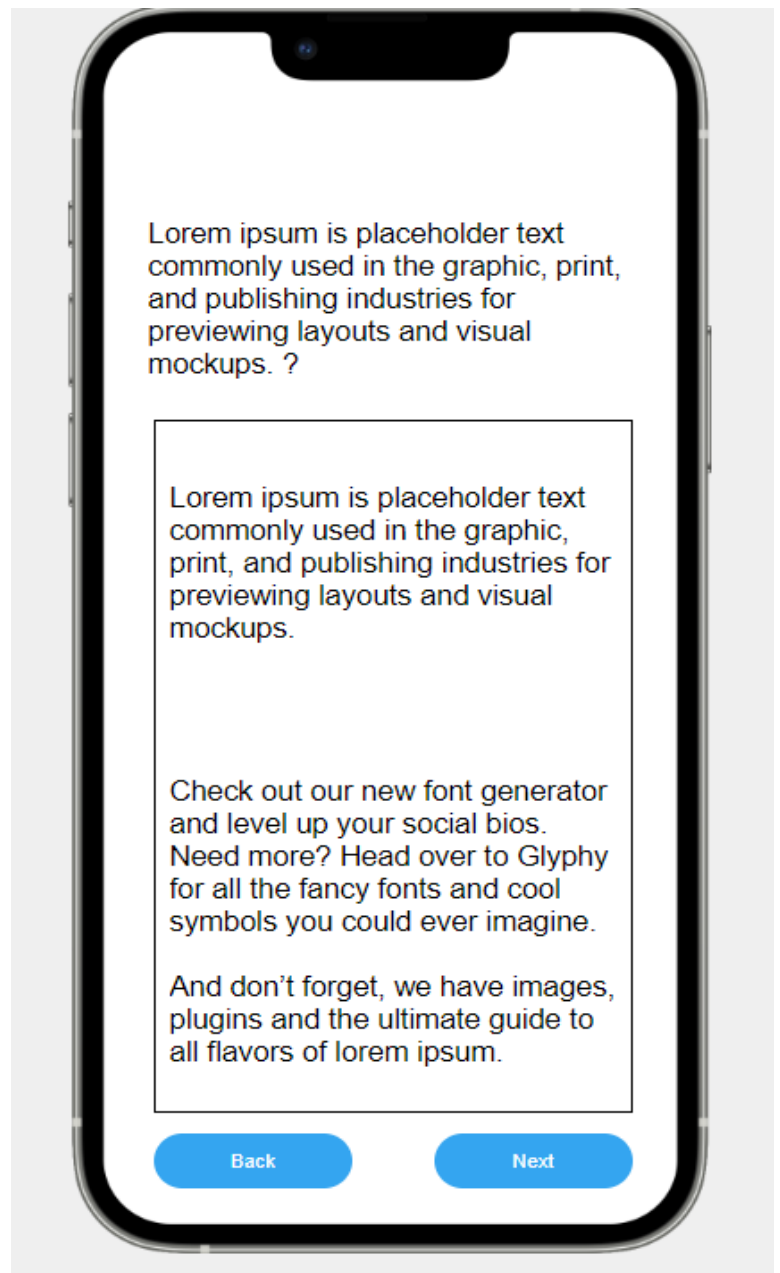 Lorem ipsum is placeholder text
commonly used in the graphic, print,
and publishing industries for
previewing layouts and visual
mockups. ?
Lorem ipsum is placeholder text
commonly used in the graphic,
print, and publishing industries for
previewing layouts and visual
mockups.
Check out our new font generator
and level up your social bios.
Need more? Head over to Glyphy
for all the fancy fonts and cool
symbols you could ever imagine.
And don’t forget, we have images,
plugins and the ultimate guide to
all flavors of lorem ipsum.
Back Next